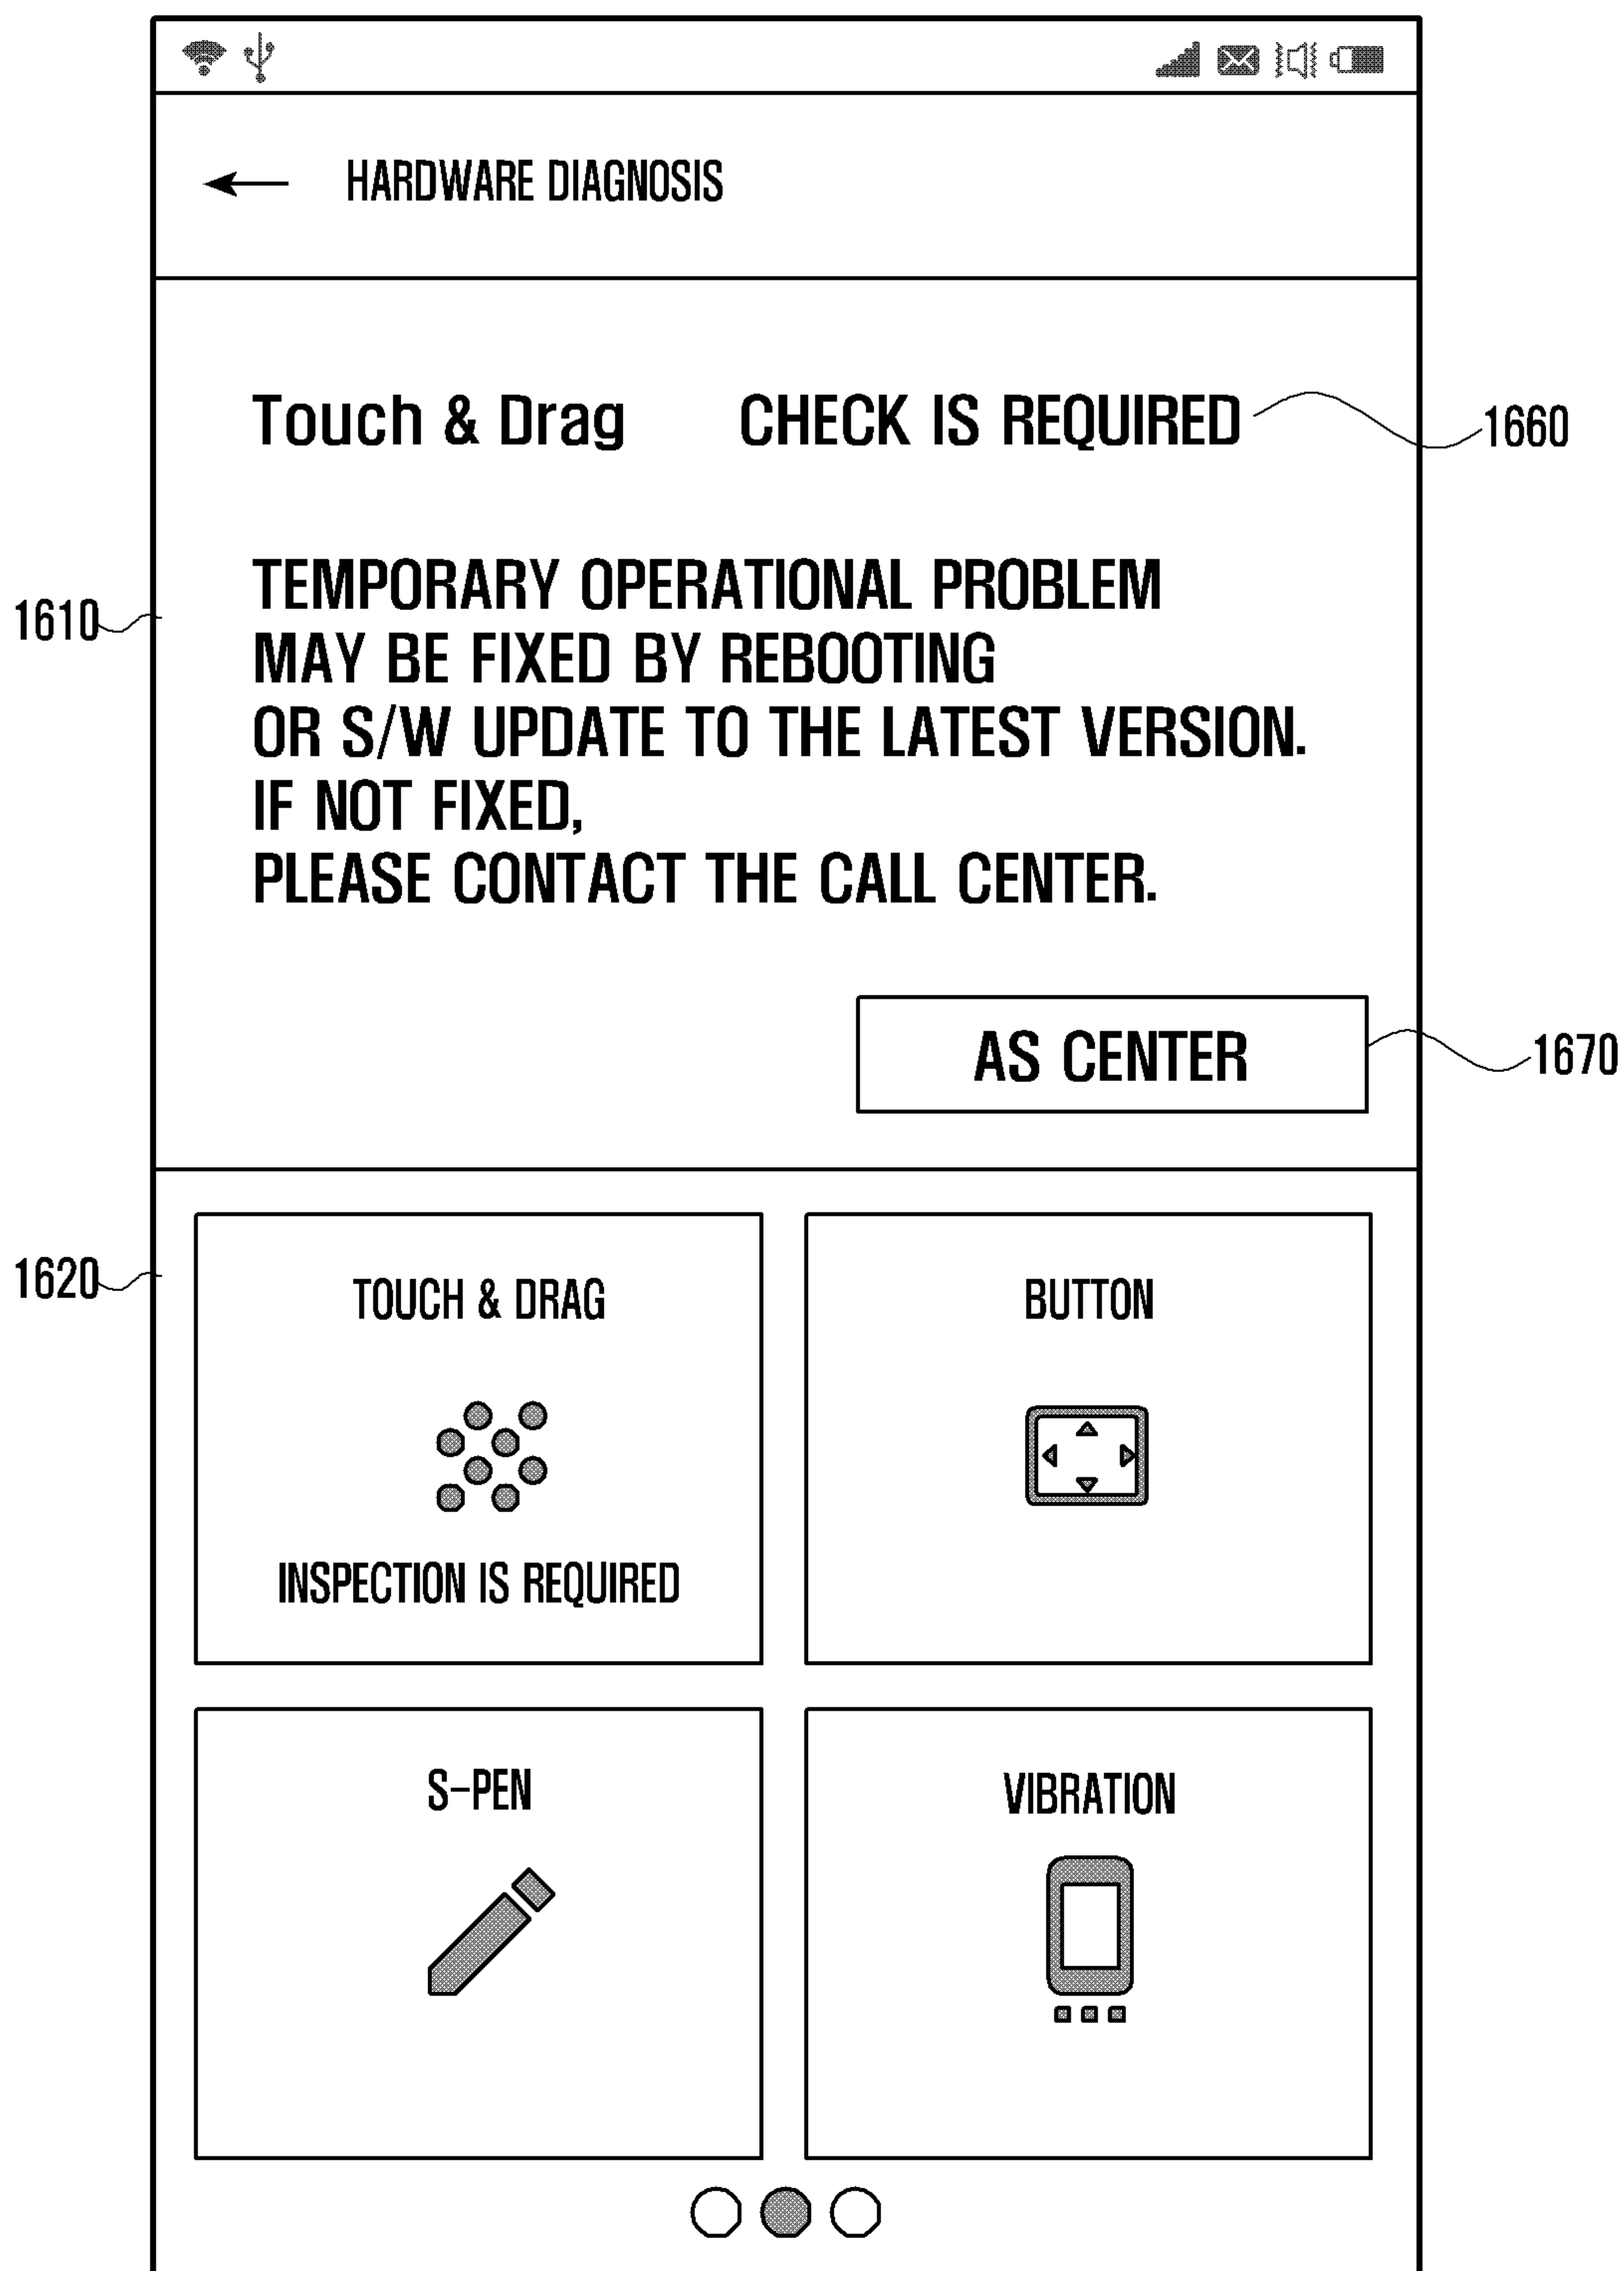 HARDWARE DIAGNOSIS
Touch & Drag CHECK IS REQUIRED
1660
TEMPORARY OPERATIONAL PROBLEM
1610
MAY BE FIXED BY REBOOTING
OR S/W UPDATE TO THE LATEST VERSION.
IF NOT FIXED,
PLEASE CONTACT THE CALL CENTER.
AS CENTER
1670
1620
TOUCH & DRAG
BUTTON
INSPECTION IS REQUIRED
S-PEN
VIBRATION